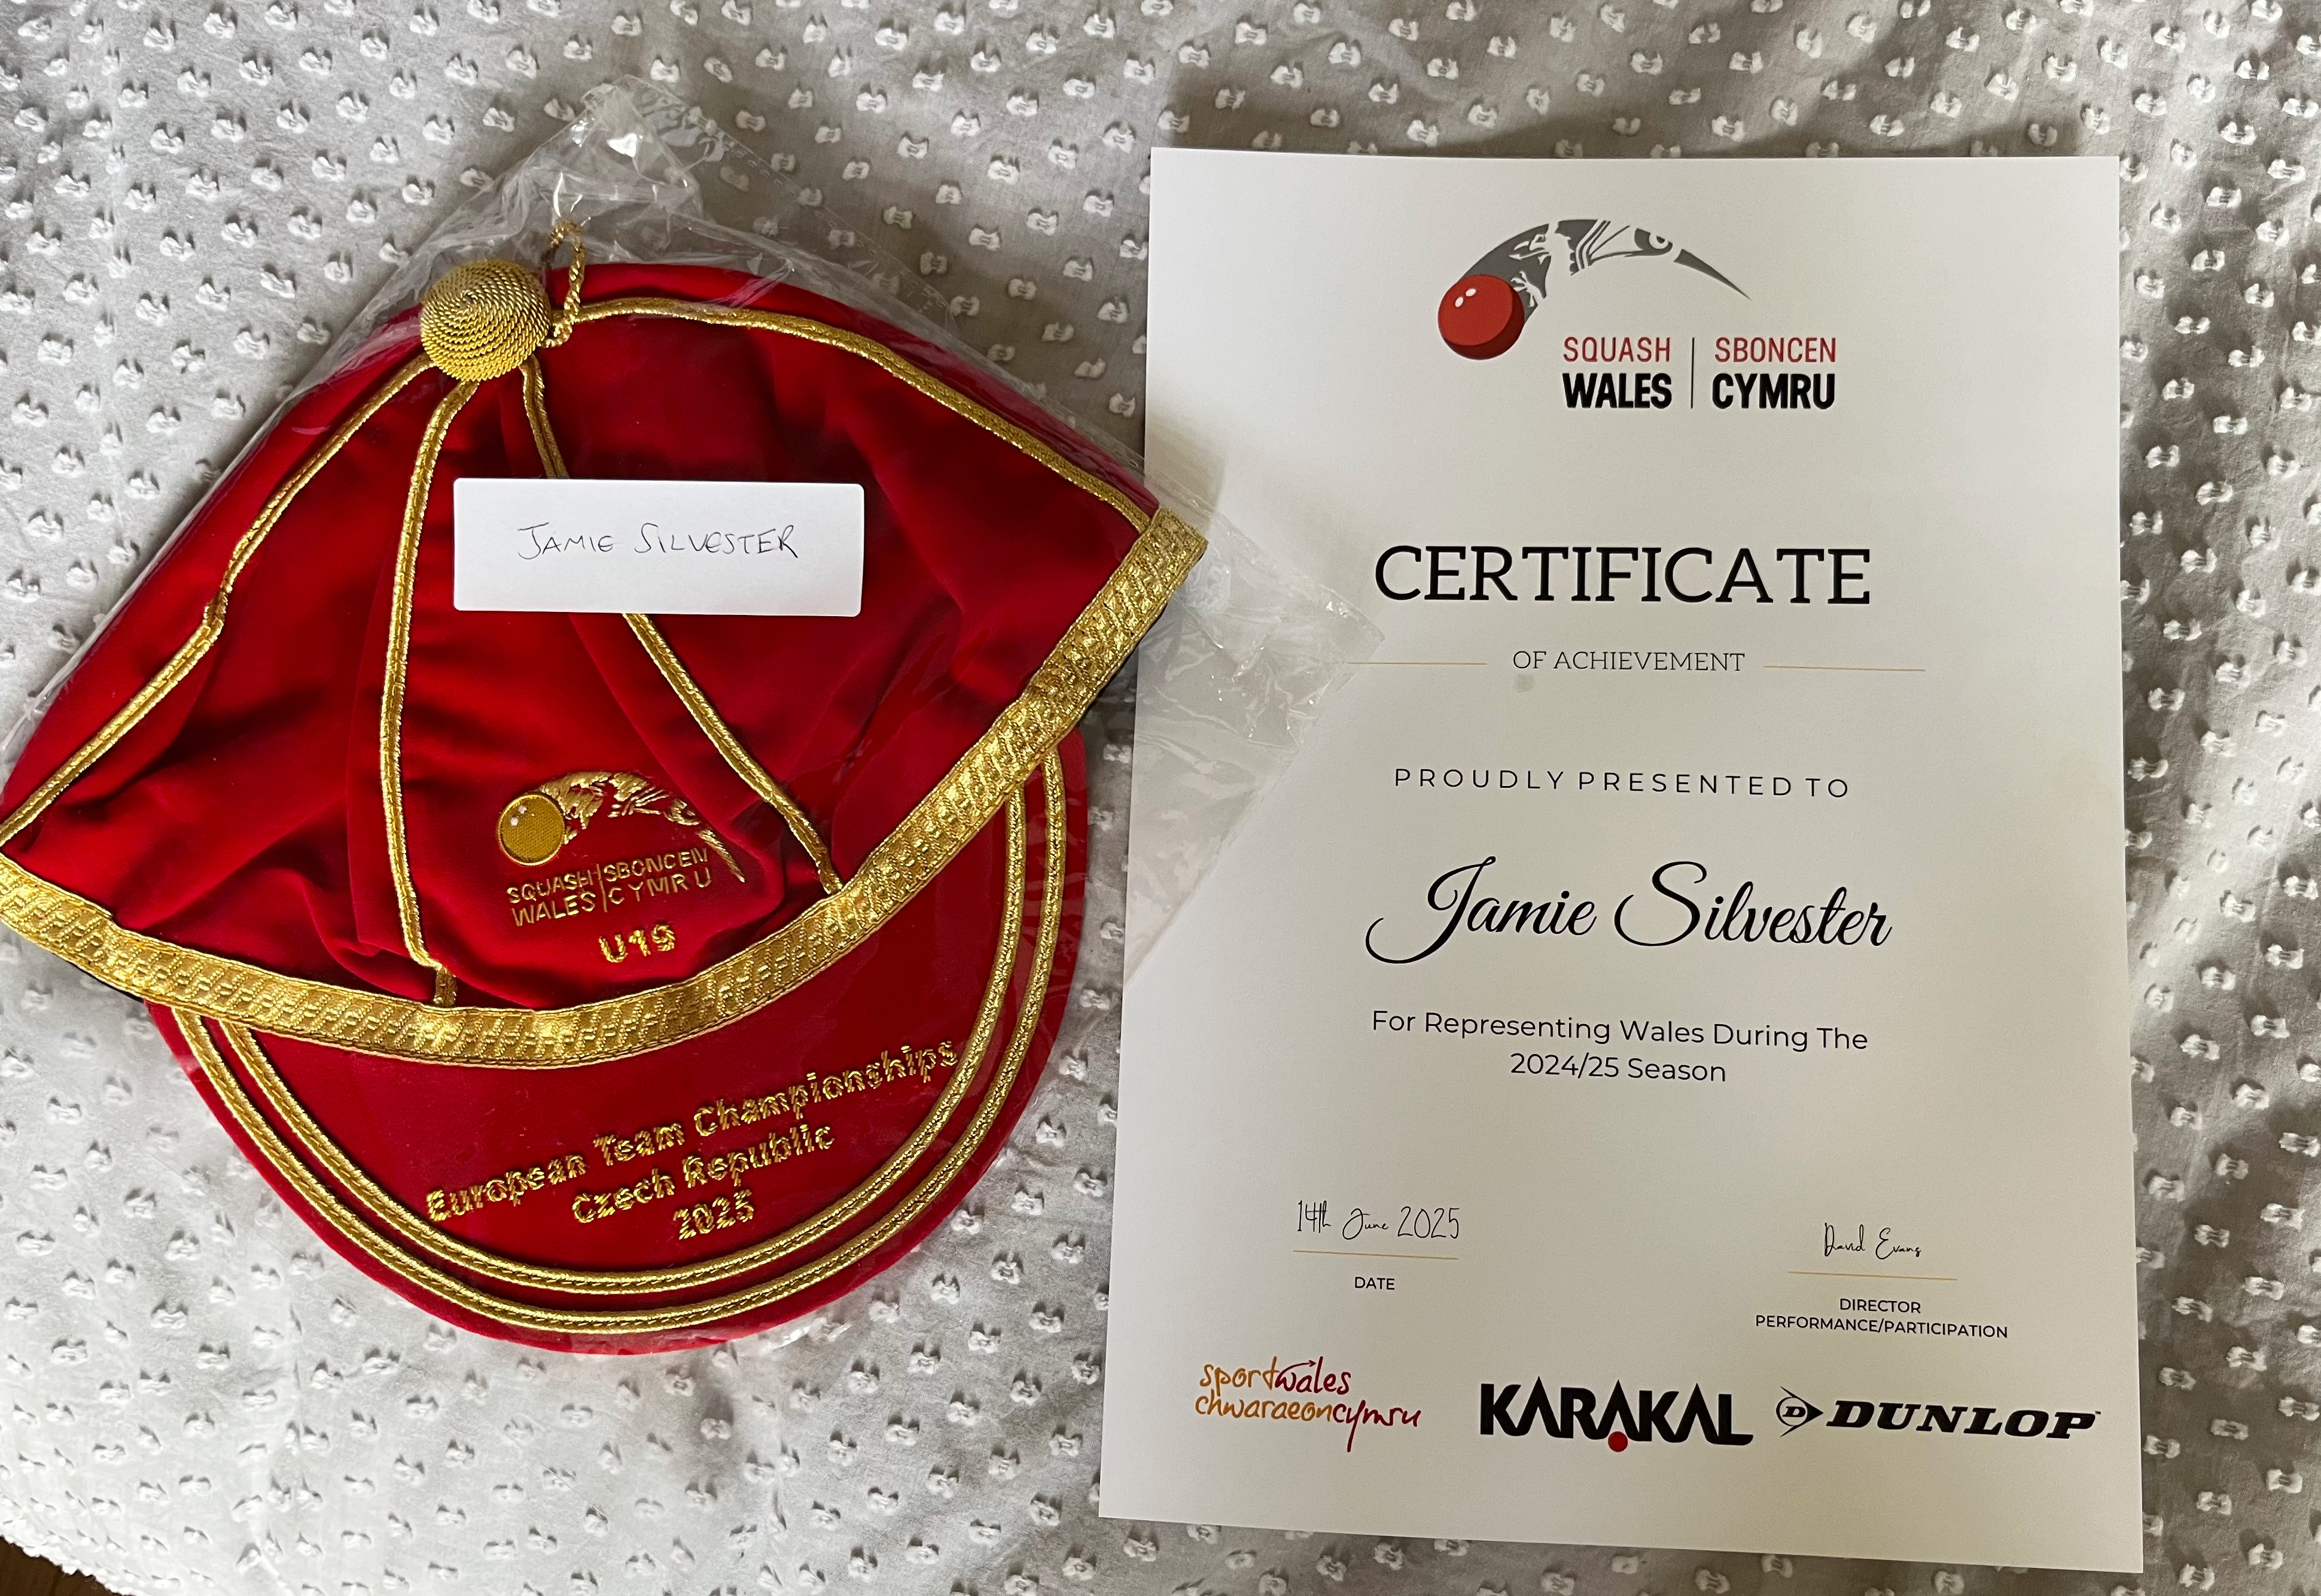 JAMIE SILVESTER
SQUASH WALES
SBONCEN CYMRU
U19
European Team Championships
Czech Republic
2025
SQUASH WALES
SBONCEN CYMRU
CERTIFICATE
OF ACHIEVEMENT
PROUDLY PRESENTED TO
Jamie Silvester
For Representing Wales During The
2024/25 Season
14th June 2025
DATE
David Evans
DIRECTOR
PERFORMANCE/PARTICIPATION
sportwales
chwaraeoncymru
KARAKAL
D DUNLOP™